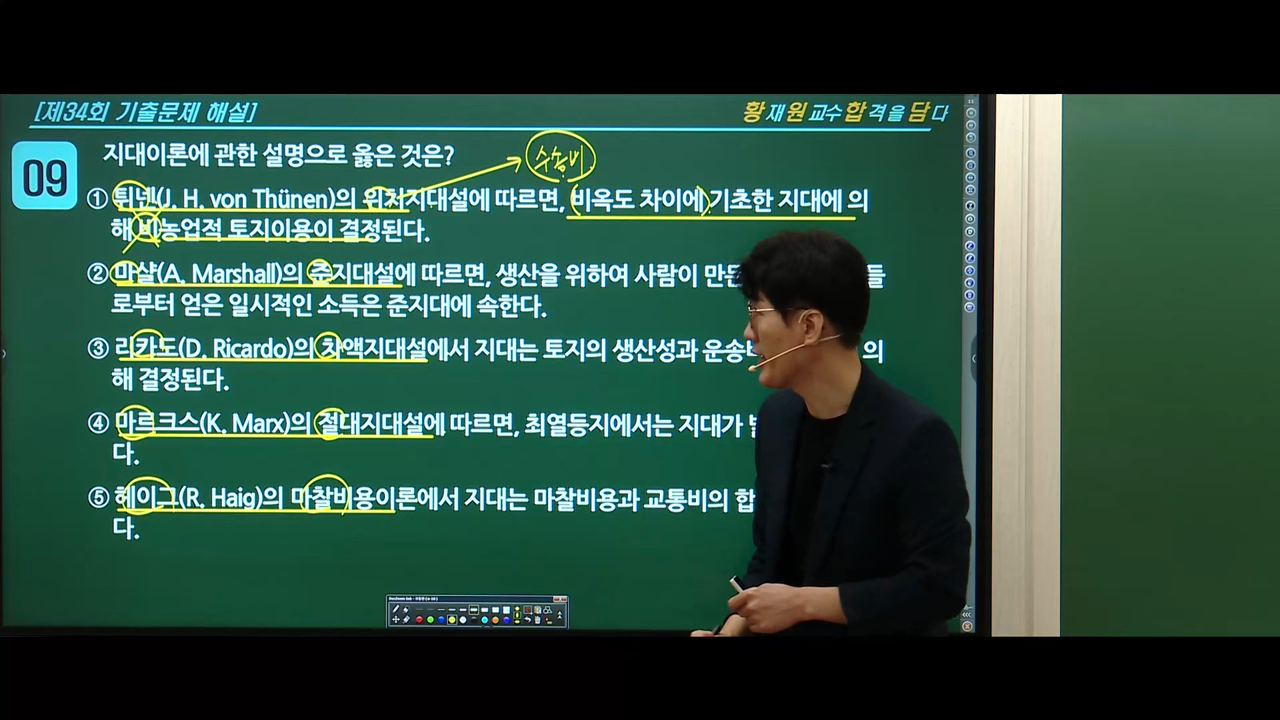 [제34회 기출문제 해설]
황재원 교수 합격을 담다
09
지대이론에 관한 설명으로 옳은 것은?
수송비
① 튀넨(J. H. von Thünen)의 위치지대설에 따르면, 비옥도 차이에 기초한 지대에 의
해 비농업적 토지이용이 결정된다.
② 마샬(A. Marshall)의 준지대설에 따르면, 생산을 위하여 사람이 만든 들
로부터 얻은 일시적인 소득은 준지대에 속한다.
③ 리카도(D. Ricardo)의 차액지대설에서 지대는 토지의 생산성과 의
해 결정된다.
④ 마르크스(K. Marx)의 절대지대설에 따르면, 최열등지에서는 지대가
다.
⑤ 헤이그(R. Haig)의 마찰비용이론에서 지대는 마찰비용과 교통비의
다.